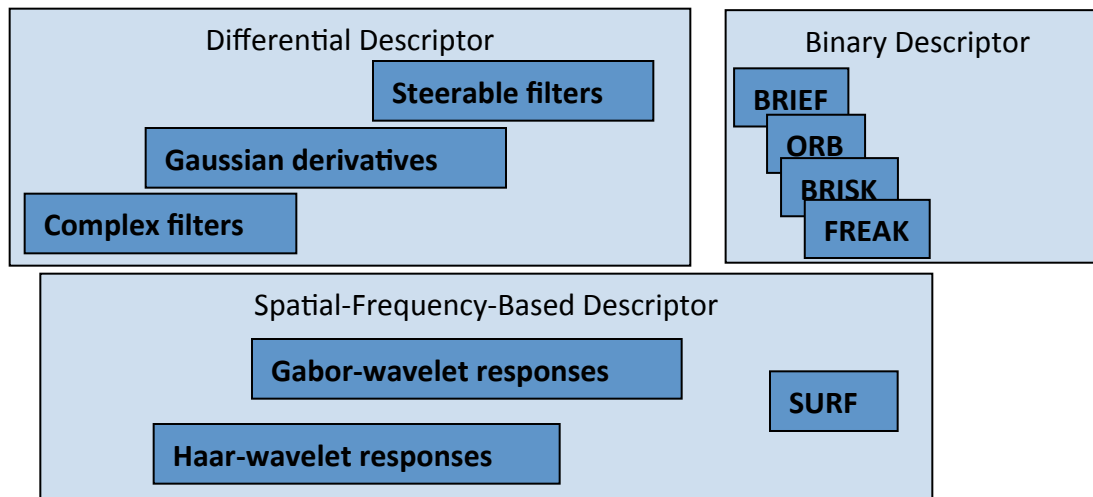 Differential Descriptor
Steerable filters
Gaussian derivatives
Complex filters
Binary Descriptor
BRIEF
ORB
BRISK
FREAK
Spatial-Frequency-Based Descriptor
Gabor-wavelet responses
SURF
Haar-wavelet responses